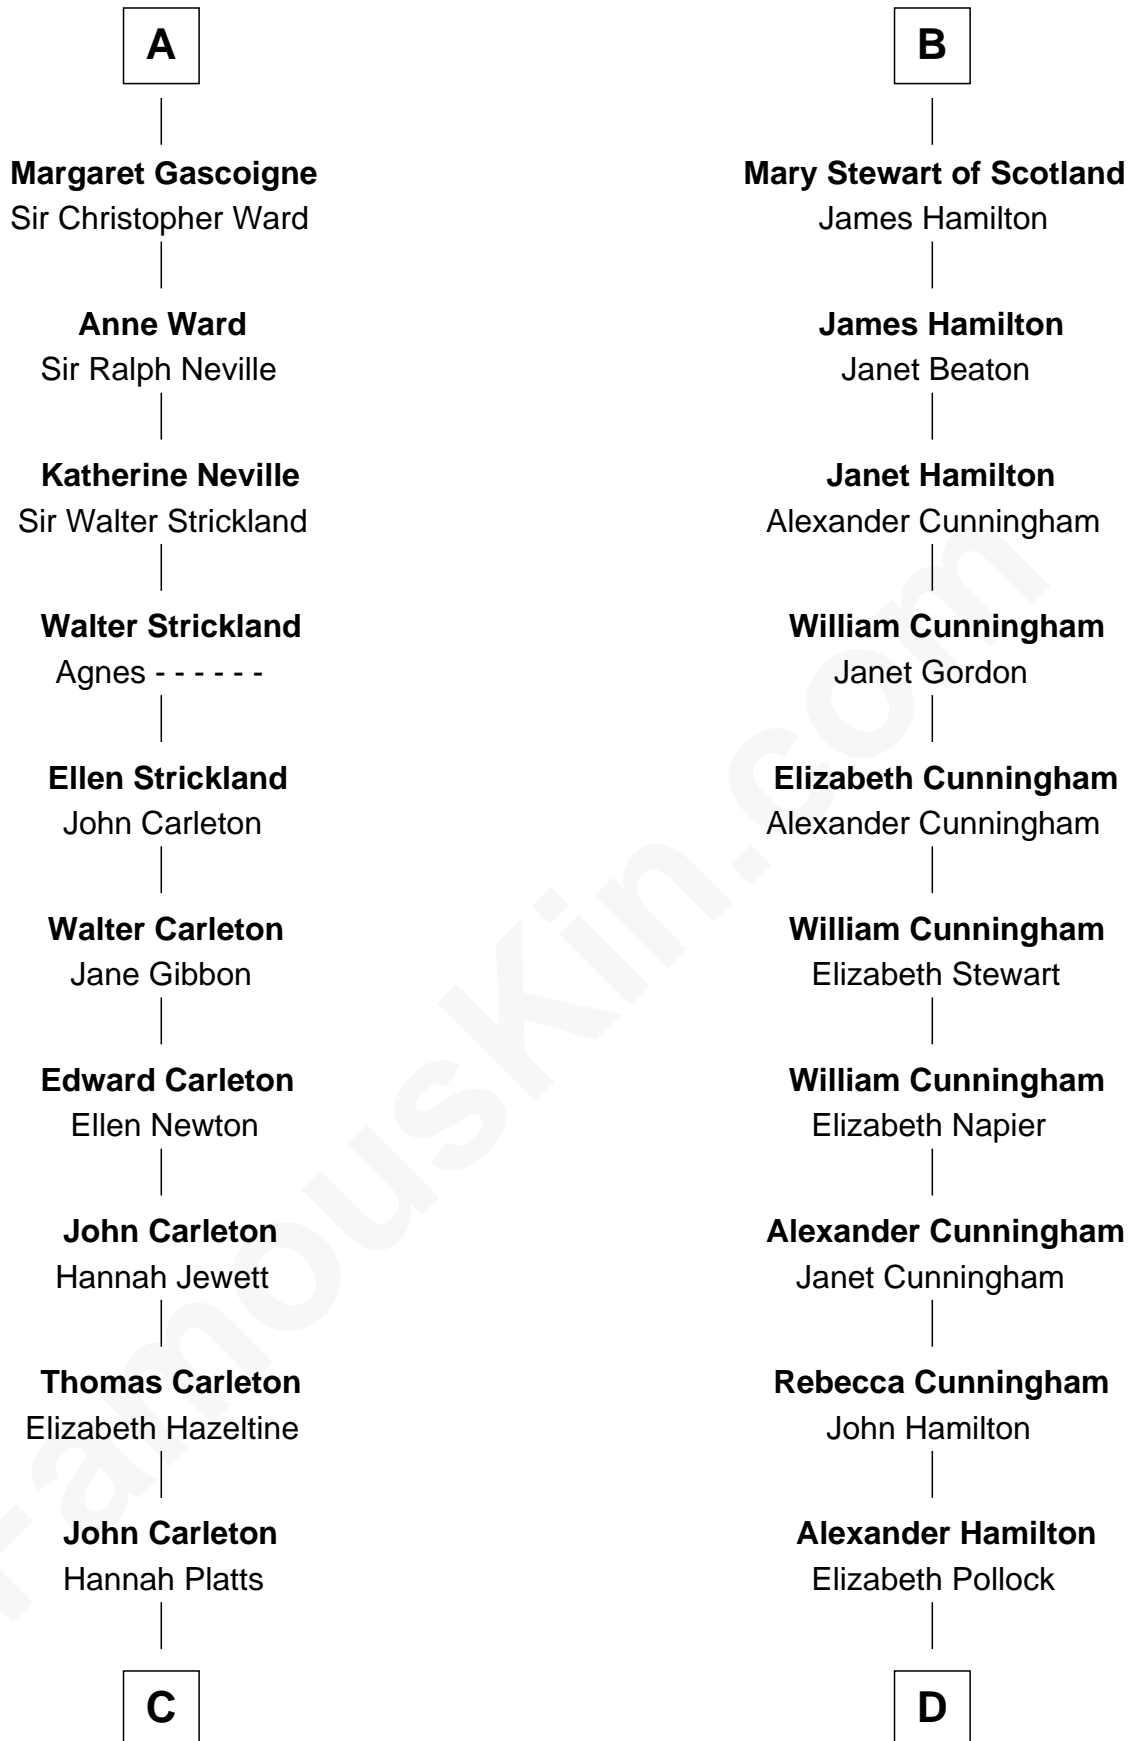 A
Margaret Gascoigne
Sir Christopher Ward
Anne Ward
Sir Ralph Neville
Katherine Neville
Sir Walter Strickland
Walter Strickland
Agnes - - - - - -
Ellen Strickland
John Carleton
Walter Carleton
Jane Gibbon
Edward Carleton
Ellen Newton
John Carleton
Hannah Jewett
Thomas Carleton
Elizabeth Hazeltine
John Carleton
Hannah Platts
C
B
Mary Stewart of Scotland
James Hamilton
James Hamilton
Janet Beaton
Janet Hamilton
Alexander Cunningham
William Cunningham
Janet Gordon
Elizabeth Cunningham
Alexander Cunningham
William Cunningham
Elizabeth Stewart
William Cunningham
Elizabeth Napier
Alexander Cunningham
Janet Cunningham
Rebecca Cunningham
John Hamilton
Alexander Hamilton
Elizabeth Pollock
D
FamousKin.com